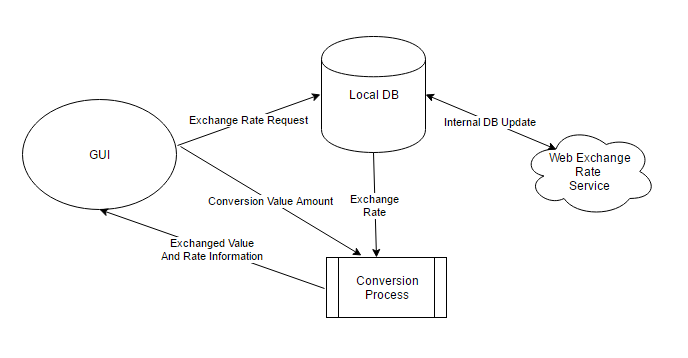 Local DB
Exchange Rate Request
Internal DB Update
GUI
Web Exchange
Rate
Service
Conversion Value Amount
Exchange
Rate
Exchanged Value
And Rate Information
Conversion
Process